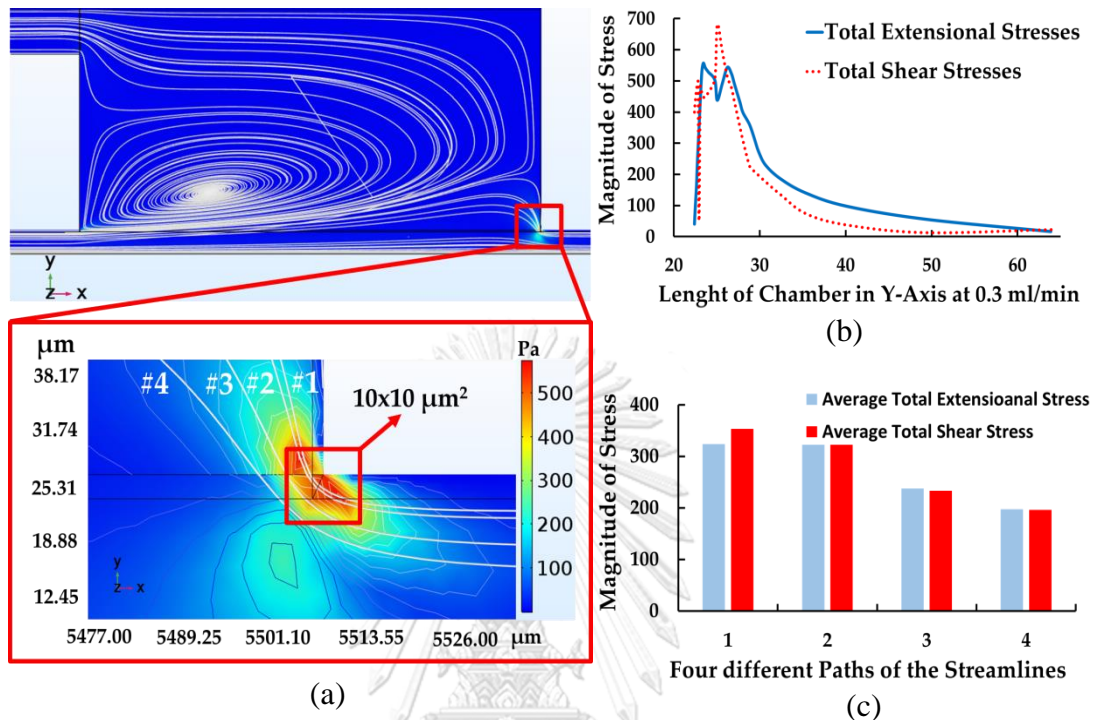 y
z
x
μm
38.17
31.74
25.31
18.88
12.45
#4
#3
#2
#1
10x10 μm²
Pa
500
400
300
200
100
y
z
x
5477.00 5489.25 5501.10 5513.55 5526.00 μm
(a)
700
600
500
400
300
200
100
0
Magnitude of Stress
Total Extensional Stresses
Total Shear Stresses
20 30 40 50 60
Lenght of Chamber in Y-Axis at 0.3 ml/min
(b)
400
300
200
100
0
Magnitude of Stress
Average Total Extensioanal Stress
Average Total Shear Stress
1 2 3 4
Four different Paths of the Streamlines
(c)